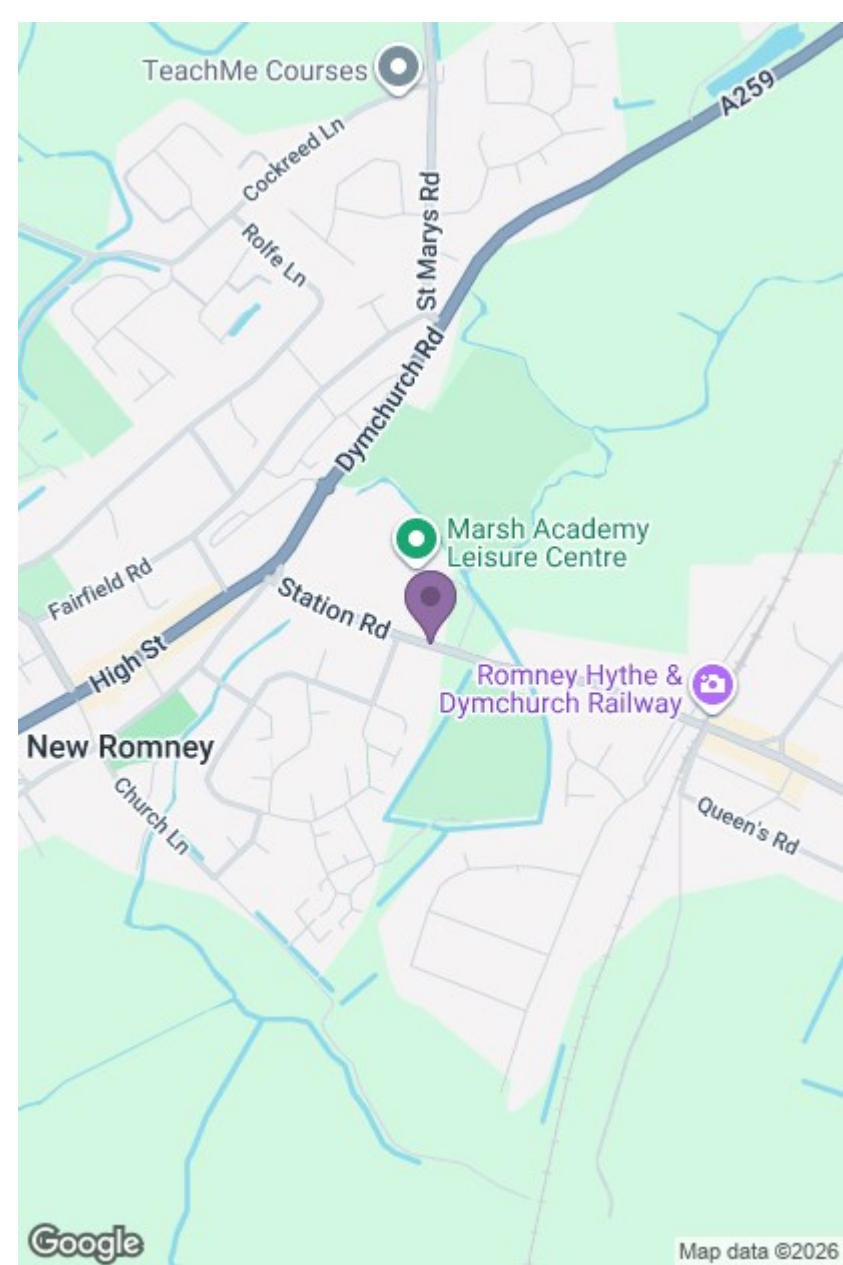 TeachMe Courses
A259
Cockreed Ln
St Marys Rd
Rolfe Ln
Dymchurch Rd
Marsh Academy
Leisure Centre
Fairfield Rd
Station Rd
High St
Romney Hythe &
Dymchurch Railway
New Romney
Church Ln
Queen's Rd
Google
Map data ©2026